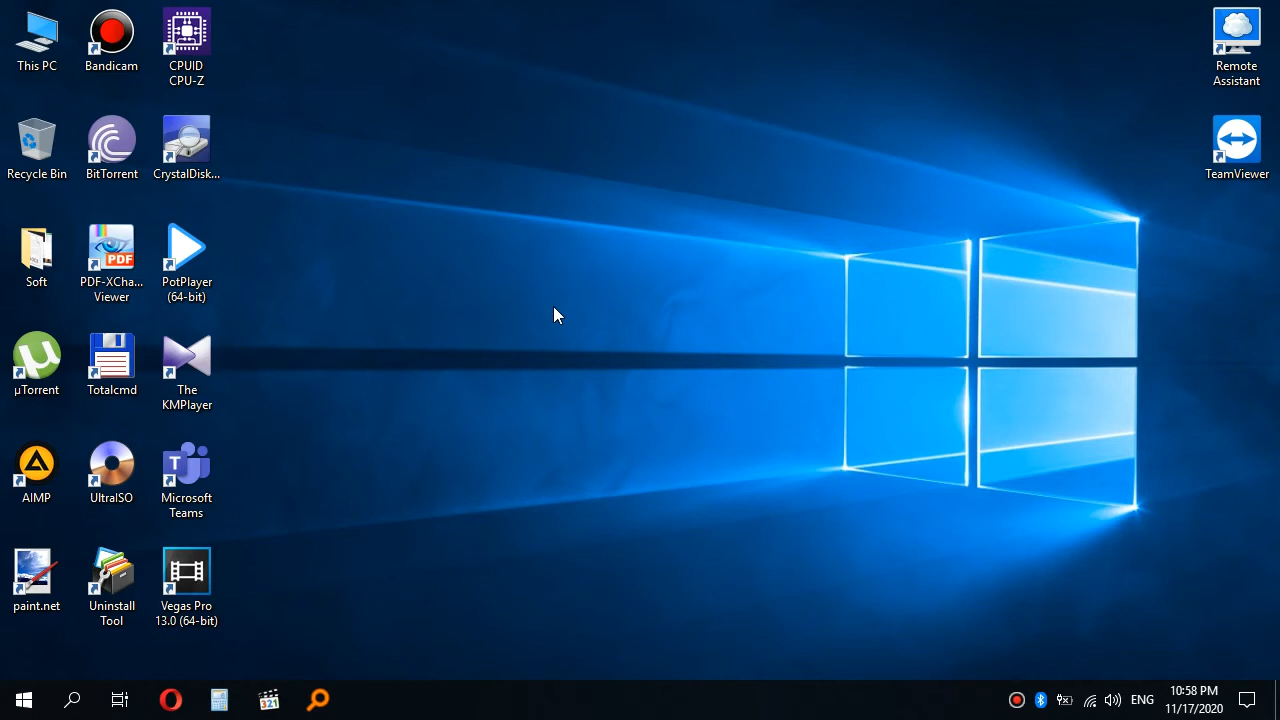 This PC
Bandicam
CPUID
CPU-Z
Remote
Assistant
Recycle Bin
BitTorrent
CrystalDisk...
TeamViewer
Soft
PDF
PDF-XCha...
Viewer
PotPlayer
(64-bit)
µTorrent
Totalcmd
The
KMPlayer
AIMP
UltraISO
T
Microsoft
Teams
paint.net
Uninstall
Tool
Vegas Pro
13.0 (64-bit)
321
ENG
10:58 PM
11/17/2020